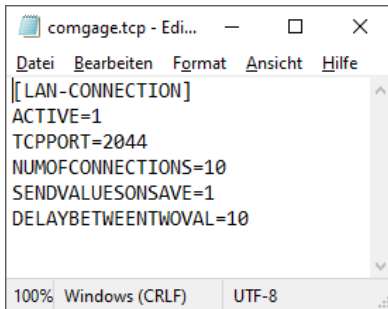 comgage.tcp - Edi...
Datei Bearbeiten Format Ansicht Hilfe
[LAN-CONNECTION]
ACTIVE=1
TCPPORT=2044
NUMOFCONNECTIONS=10
SENDVALUESONSAVE=1
DELAYBETWEENTWOVAL=10
100% Windows (CRLF) UTF-8